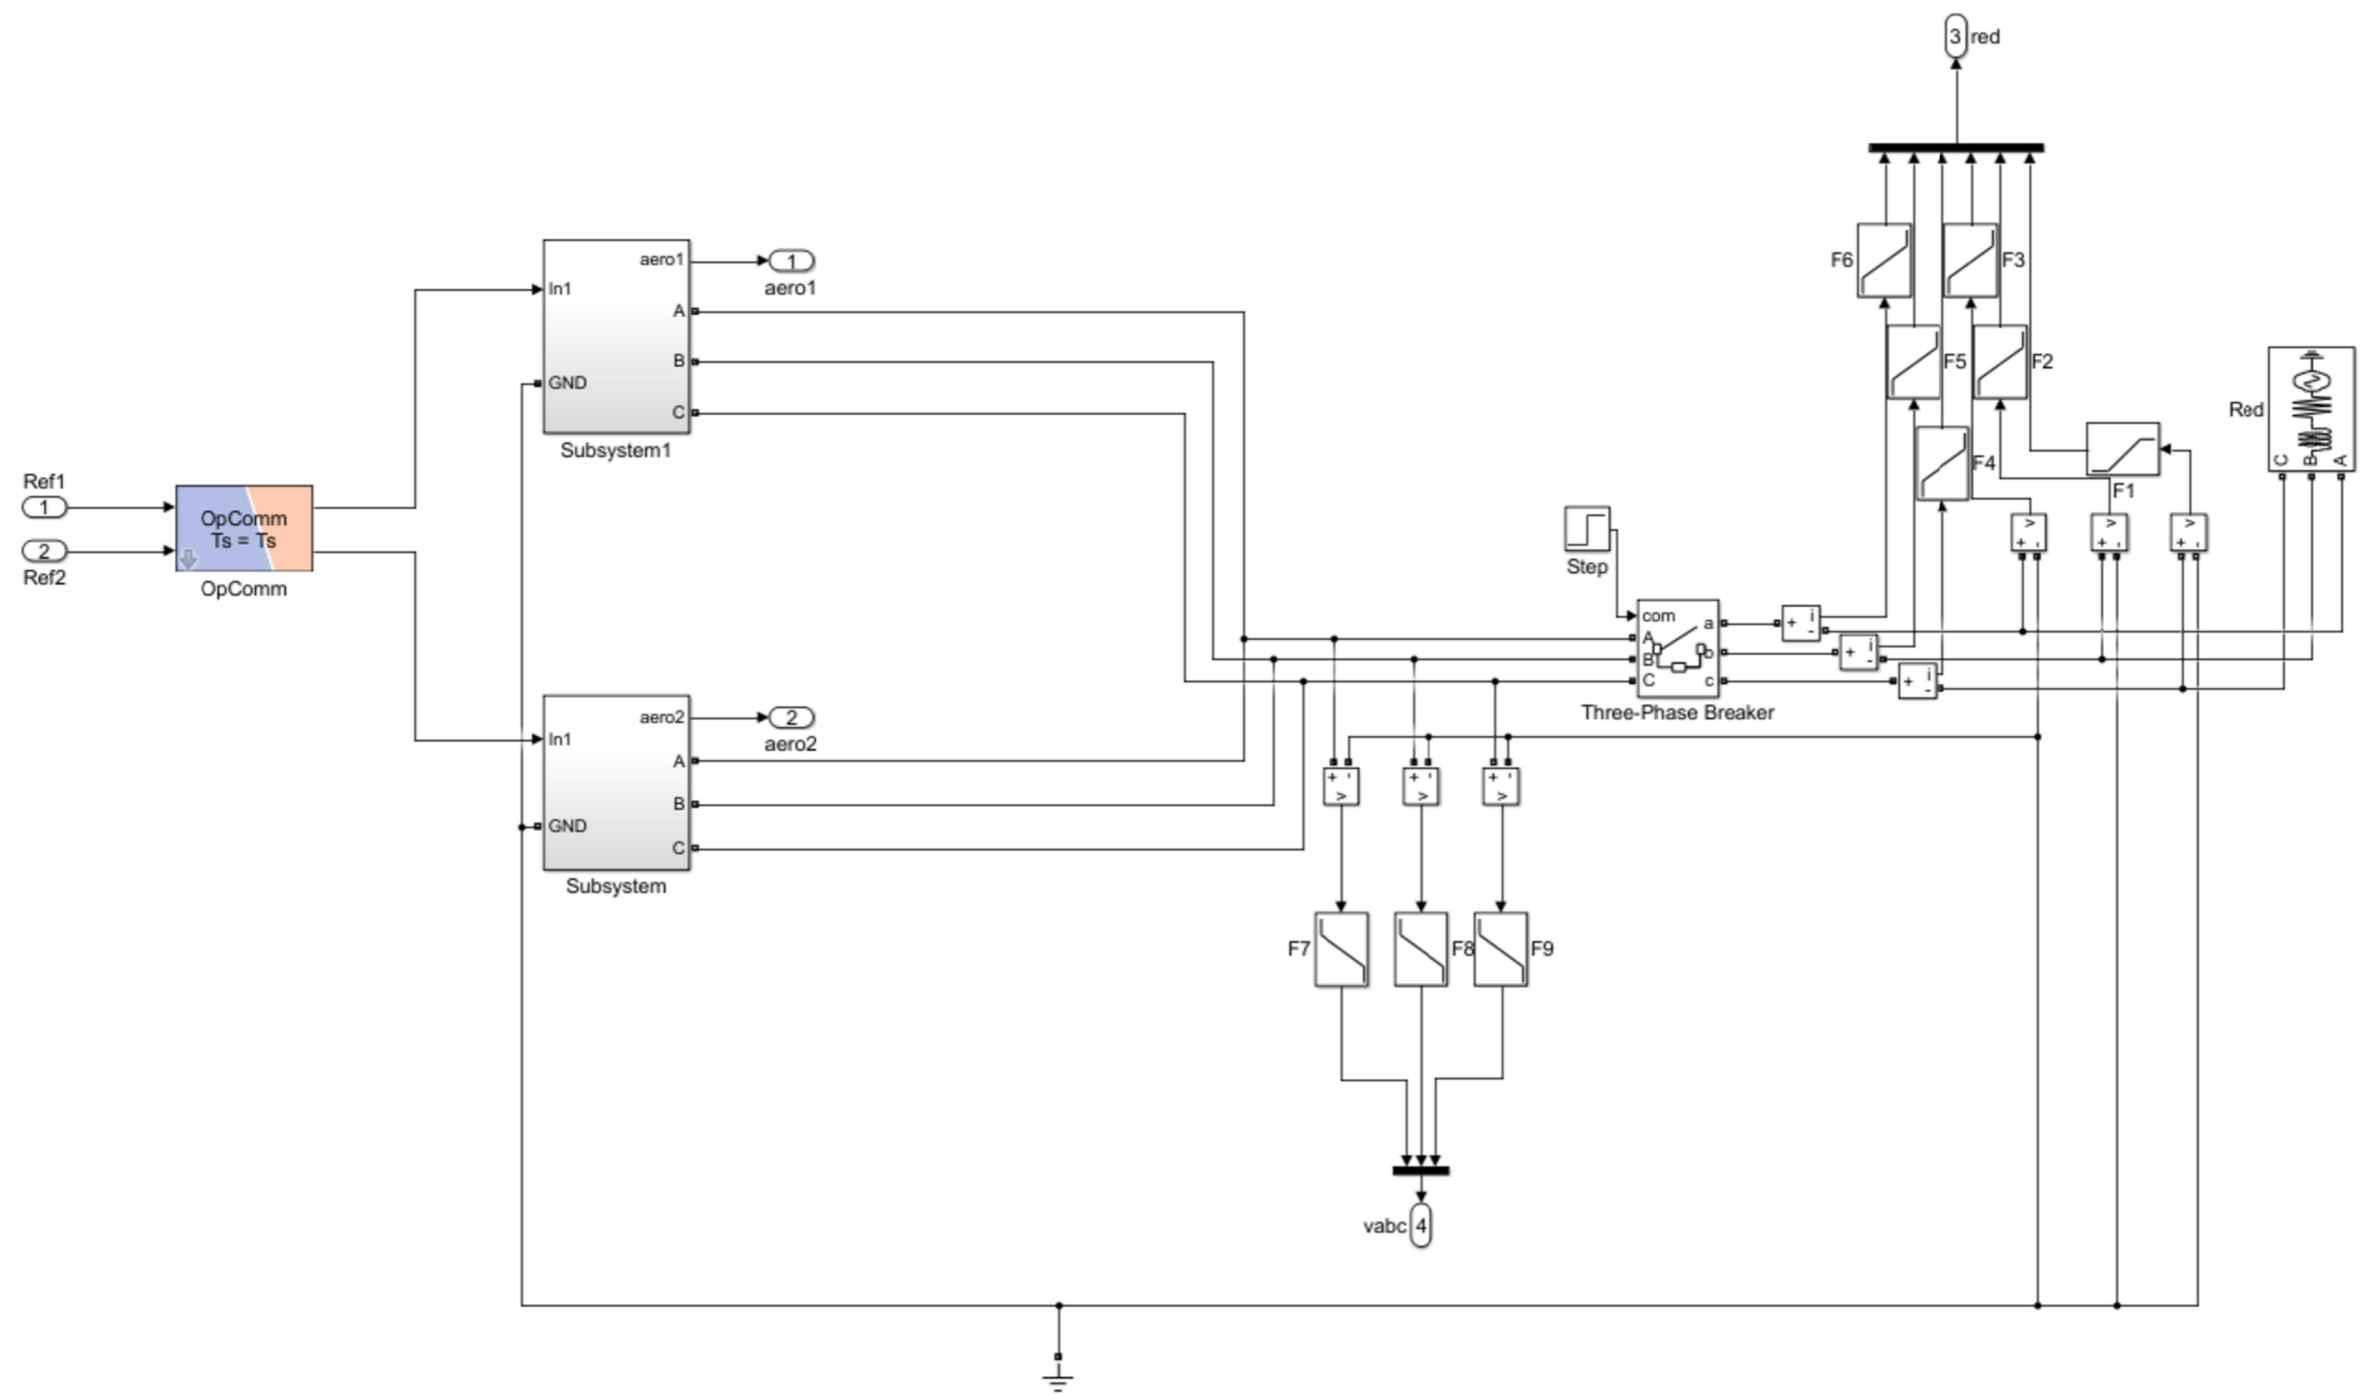 3 red
aero1
1
aero1
In1
A
B
GND
C
Subsystem1
F6
F3
F5
F2
F4
F1
Red
C B A
Ref1
1
2
Ref2
OpComm
Ts = Ts
OpComm
Step
com
A
B
C
a
b
c
Three-Phase Breaker
+ i
-
+ i
-
+ i
-
v
+ -
v
+ -
v
+ -
aero2
2
aero2
In1
A
B
GND
C
Subsystem
+ -
v
+ -
v
+ -
v
F7
F8
F9
vabc 4